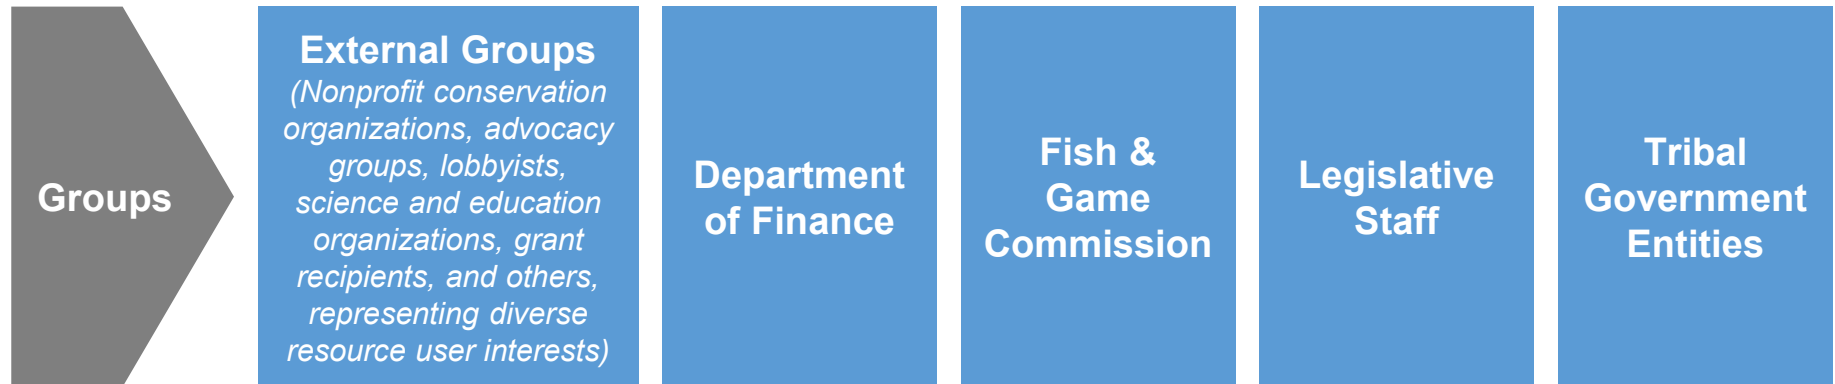 Groups
External Groups
(Nonprofit conservation
organizations, advocacy
groups, lobbyists,
science and education
organizations, grant
recipients, and others,
representing diverse
resource user interests)
Department
of Finance
Fish &
Game
Commission
Legislative
Staff
Tribal
Government
Entities